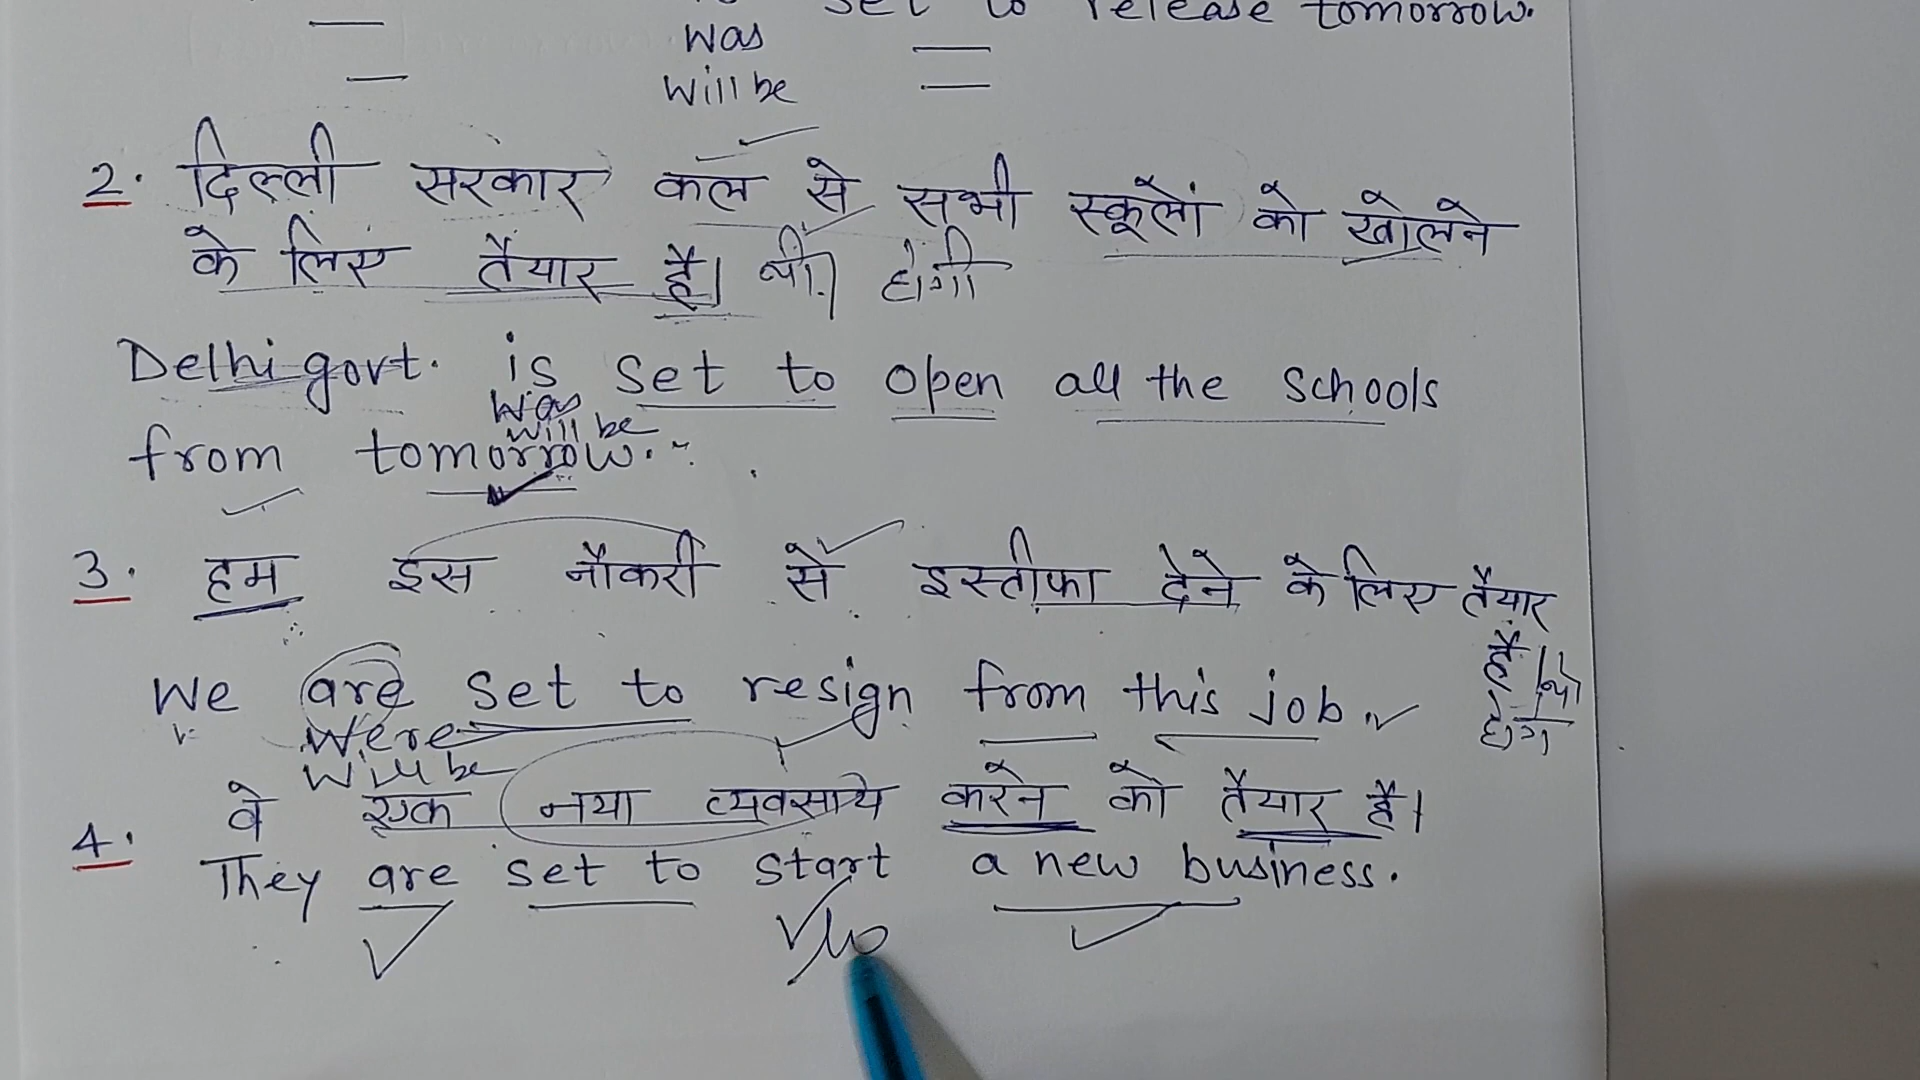 set to release tomorrow.
was
will be
2. दिल्ली सरकार कल से सभी स्कूलों को खोलने
के लिए तैयार है। थी। होगी
Delhi govt. is set to open all the schools
was
will be
from tomorrow.
3. हम इस नौकरी से इस्तीफा देने के लिए तैयार
हैं। थे
होंगे
We are set to resign from this job.
were
will be
4. वे एक नया व्यवसाय करने को तैयार हैं।
They are set to start a new business.